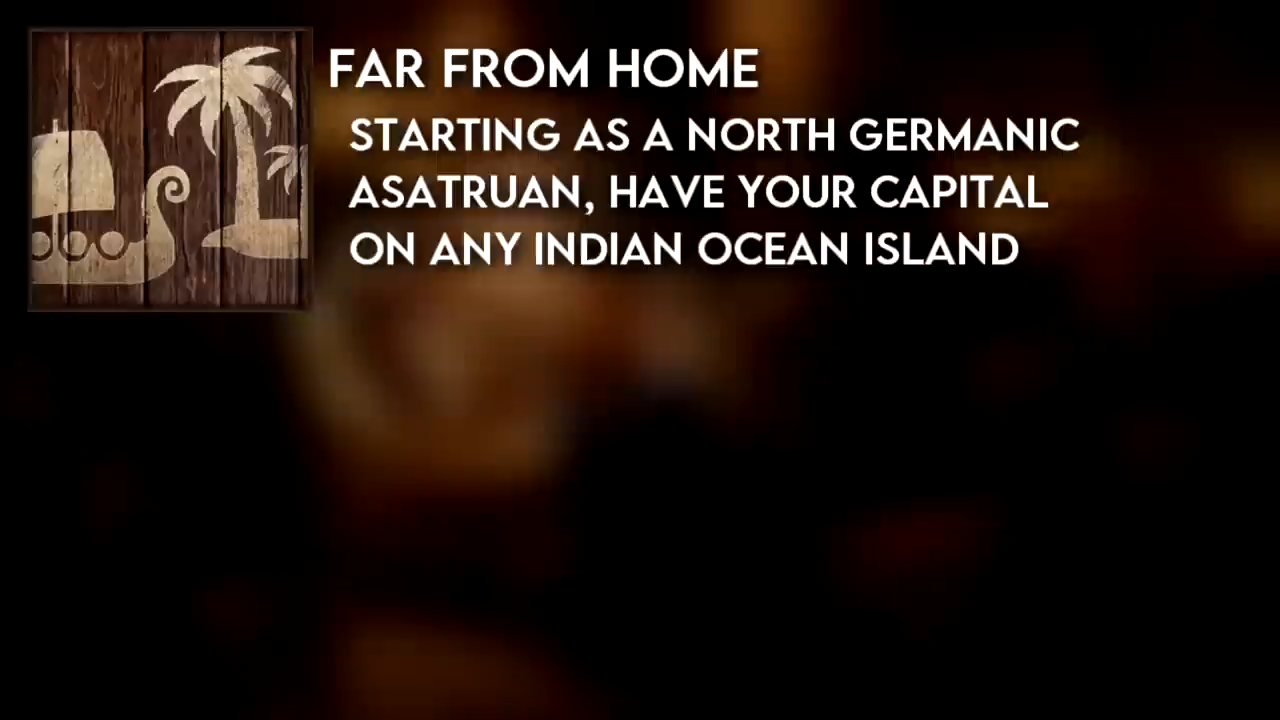 FAR FROM HOME
STARTING AS A NORTH GERMANIC
ASATRUAN, HAVE YOUR CAPITAL
ON ANY INDIAN OCEAN ISLAND